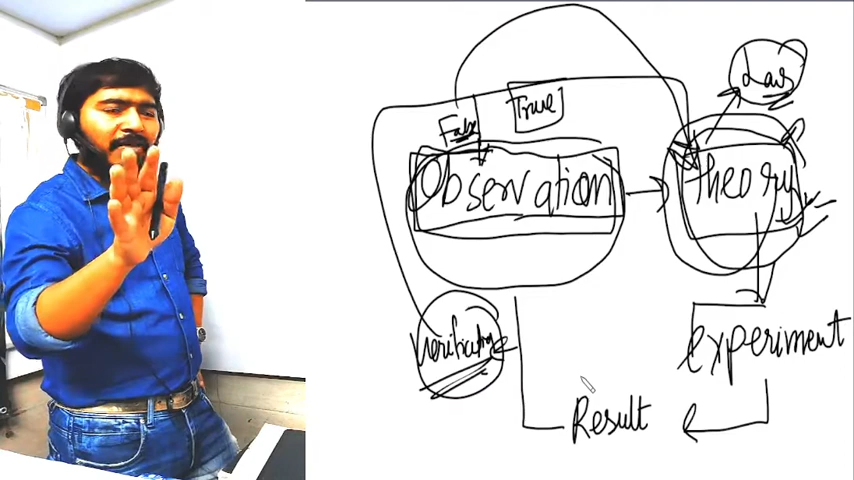 Law
True
False
Observation
Theory
Verification
experiment
Result